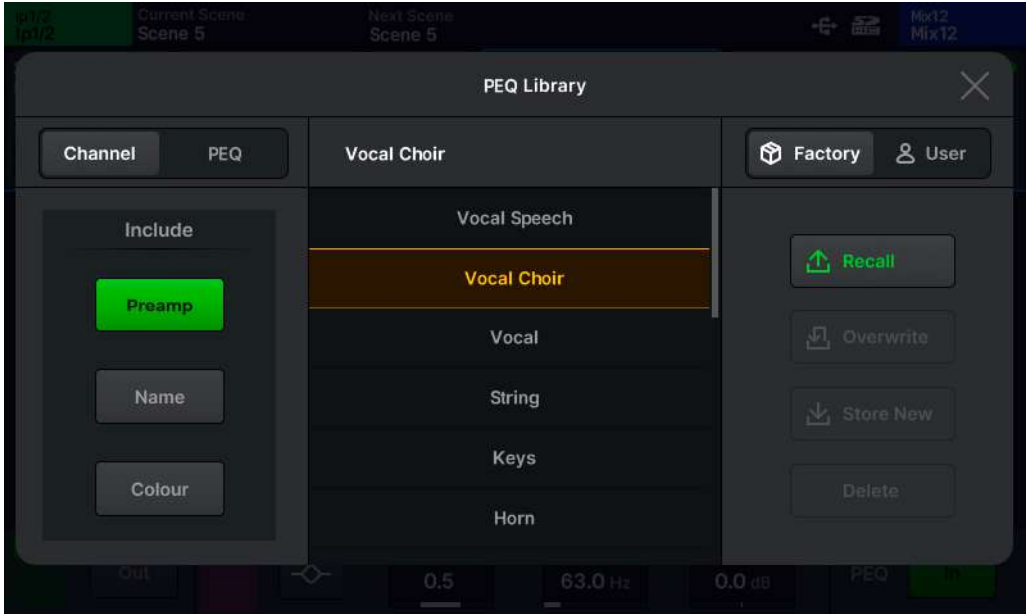 Ip1/2
Ip1/2
Current Scene
Scene 5
Next Scene
Scene 5
Mix12
Mix12
PEQ Library
Channel
PEQ
Vocal Choir
Factory
User
Include
Preamp
Name
Colour
Vocal Speech
Vocal Choir
Vocal
String
Keys
Horn
Recall
Overwrite
Store New
Delete
Out
0.5
63.0 Hz
0.0 dB
PEQ
In